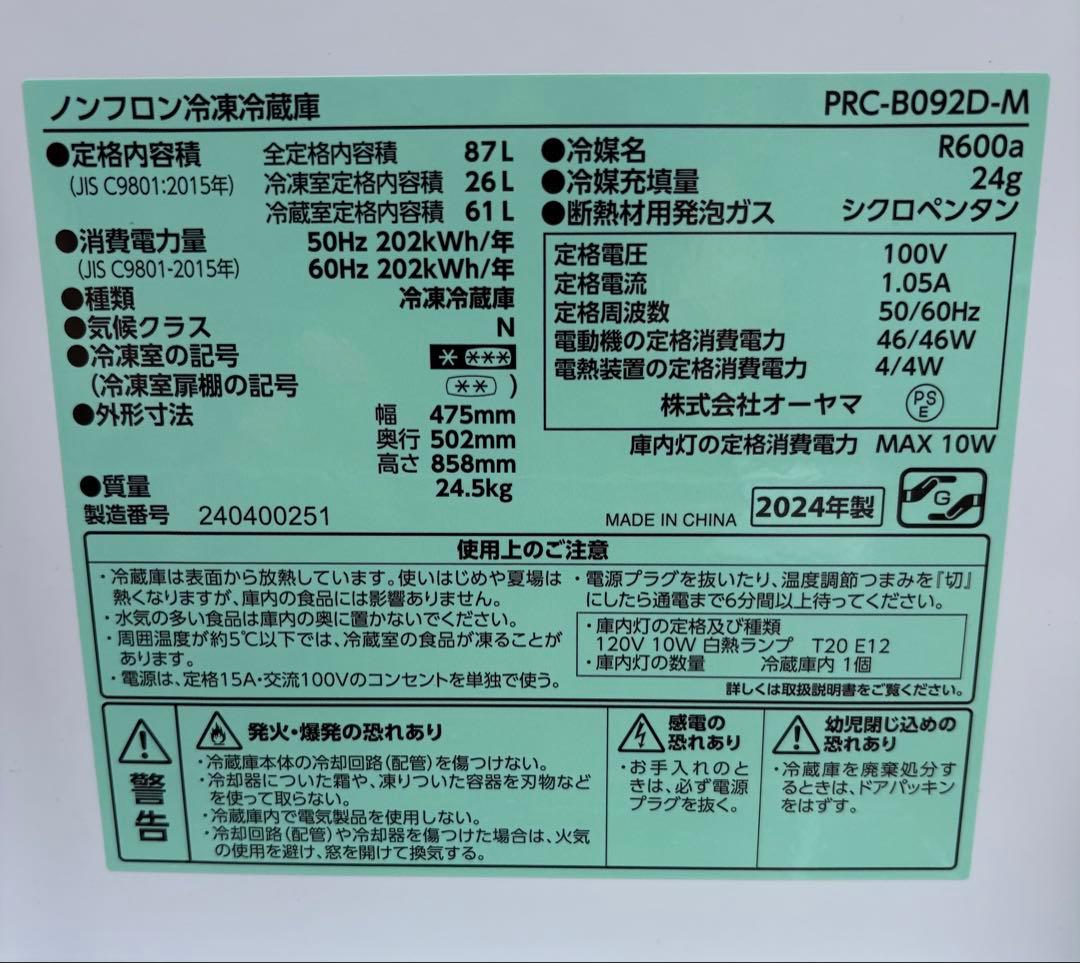 ノンフロン冷凍冷蔵庫 PRC-B092D-M
●定格内容積 全定格内容積 87L
(JIS C9801:2015年) 冷凍室定格内容積 26L
冷蔵室定格内容積 61L
●消費電力量 50Hz 202kWh/年
(JIS C9801-2015年) 60Hz 202kWh/年
●種類 冷凍冷蔵庫
●気候クラス N
●冷凍室の記号 * ***
(冷凍室扉棚の記号 ** )
●外形寸法 幅 475mm
奥行 502mm
高さ 858mm
●質量 24.5kg
製造番号 240400251
●冷媒名 R600a
●冷媒充填量 24g
●断熱材用発泡ガス シクロペンタン
定格電圧 100V
定格電流 1.05A
定格周波数 50/60Hz
電動機の定格消費電力 46/46W
電熱装置の定格消費電力 4/4W
株式会社オーヤマ PSE
庫内灯の定格消費電力 MAX 10W
MADE IN CHINA 2024年製 G
使用上のご注意
・冷蔵庫は表面から放熱しています。使いはじめや夏場は
熱くなりますが、庫内の食品には影響ありません。
・水気の多い食品は庫内の奥に置かないでください。
・周囲温度が約5℃以下では、冷蔵室の食品が凍ることが
あります。
・電源は、定格15A・交流100Vのコンセントを単独で使う。
・電源プラグを抜いたり、温度調節つまみを『切』
にしたら通電まで6分間以上待ってください。
・庫内灯の定格及び種類
120V 10W 白熱ランプ T20 E12
・庫内灯の数量 冷蔵庫内 1個
詳しくは取扱説明書をご覧ください。
警告
発火・爆発の恐れあり
・冷蔵庫本体の冷却回路(配管)を傷つけない。
・冷却器についた霜や、凍りついた容器を刃物など
を使って取らない。
・冷蔵庫内で電気製品を使用しない。
・冷却回路(配管)や冷却器を傷つけた場合は、火気
の使用を避け、窓を開けて換気する。
感電の
恐れあり
・お手入れのと
きは、必ず電源
プラグを抜く。
幼児閉じ込めの
恐れあり
・冷蔵庫を廃棄処分す
るときは、ドアパッキン
をはずす。